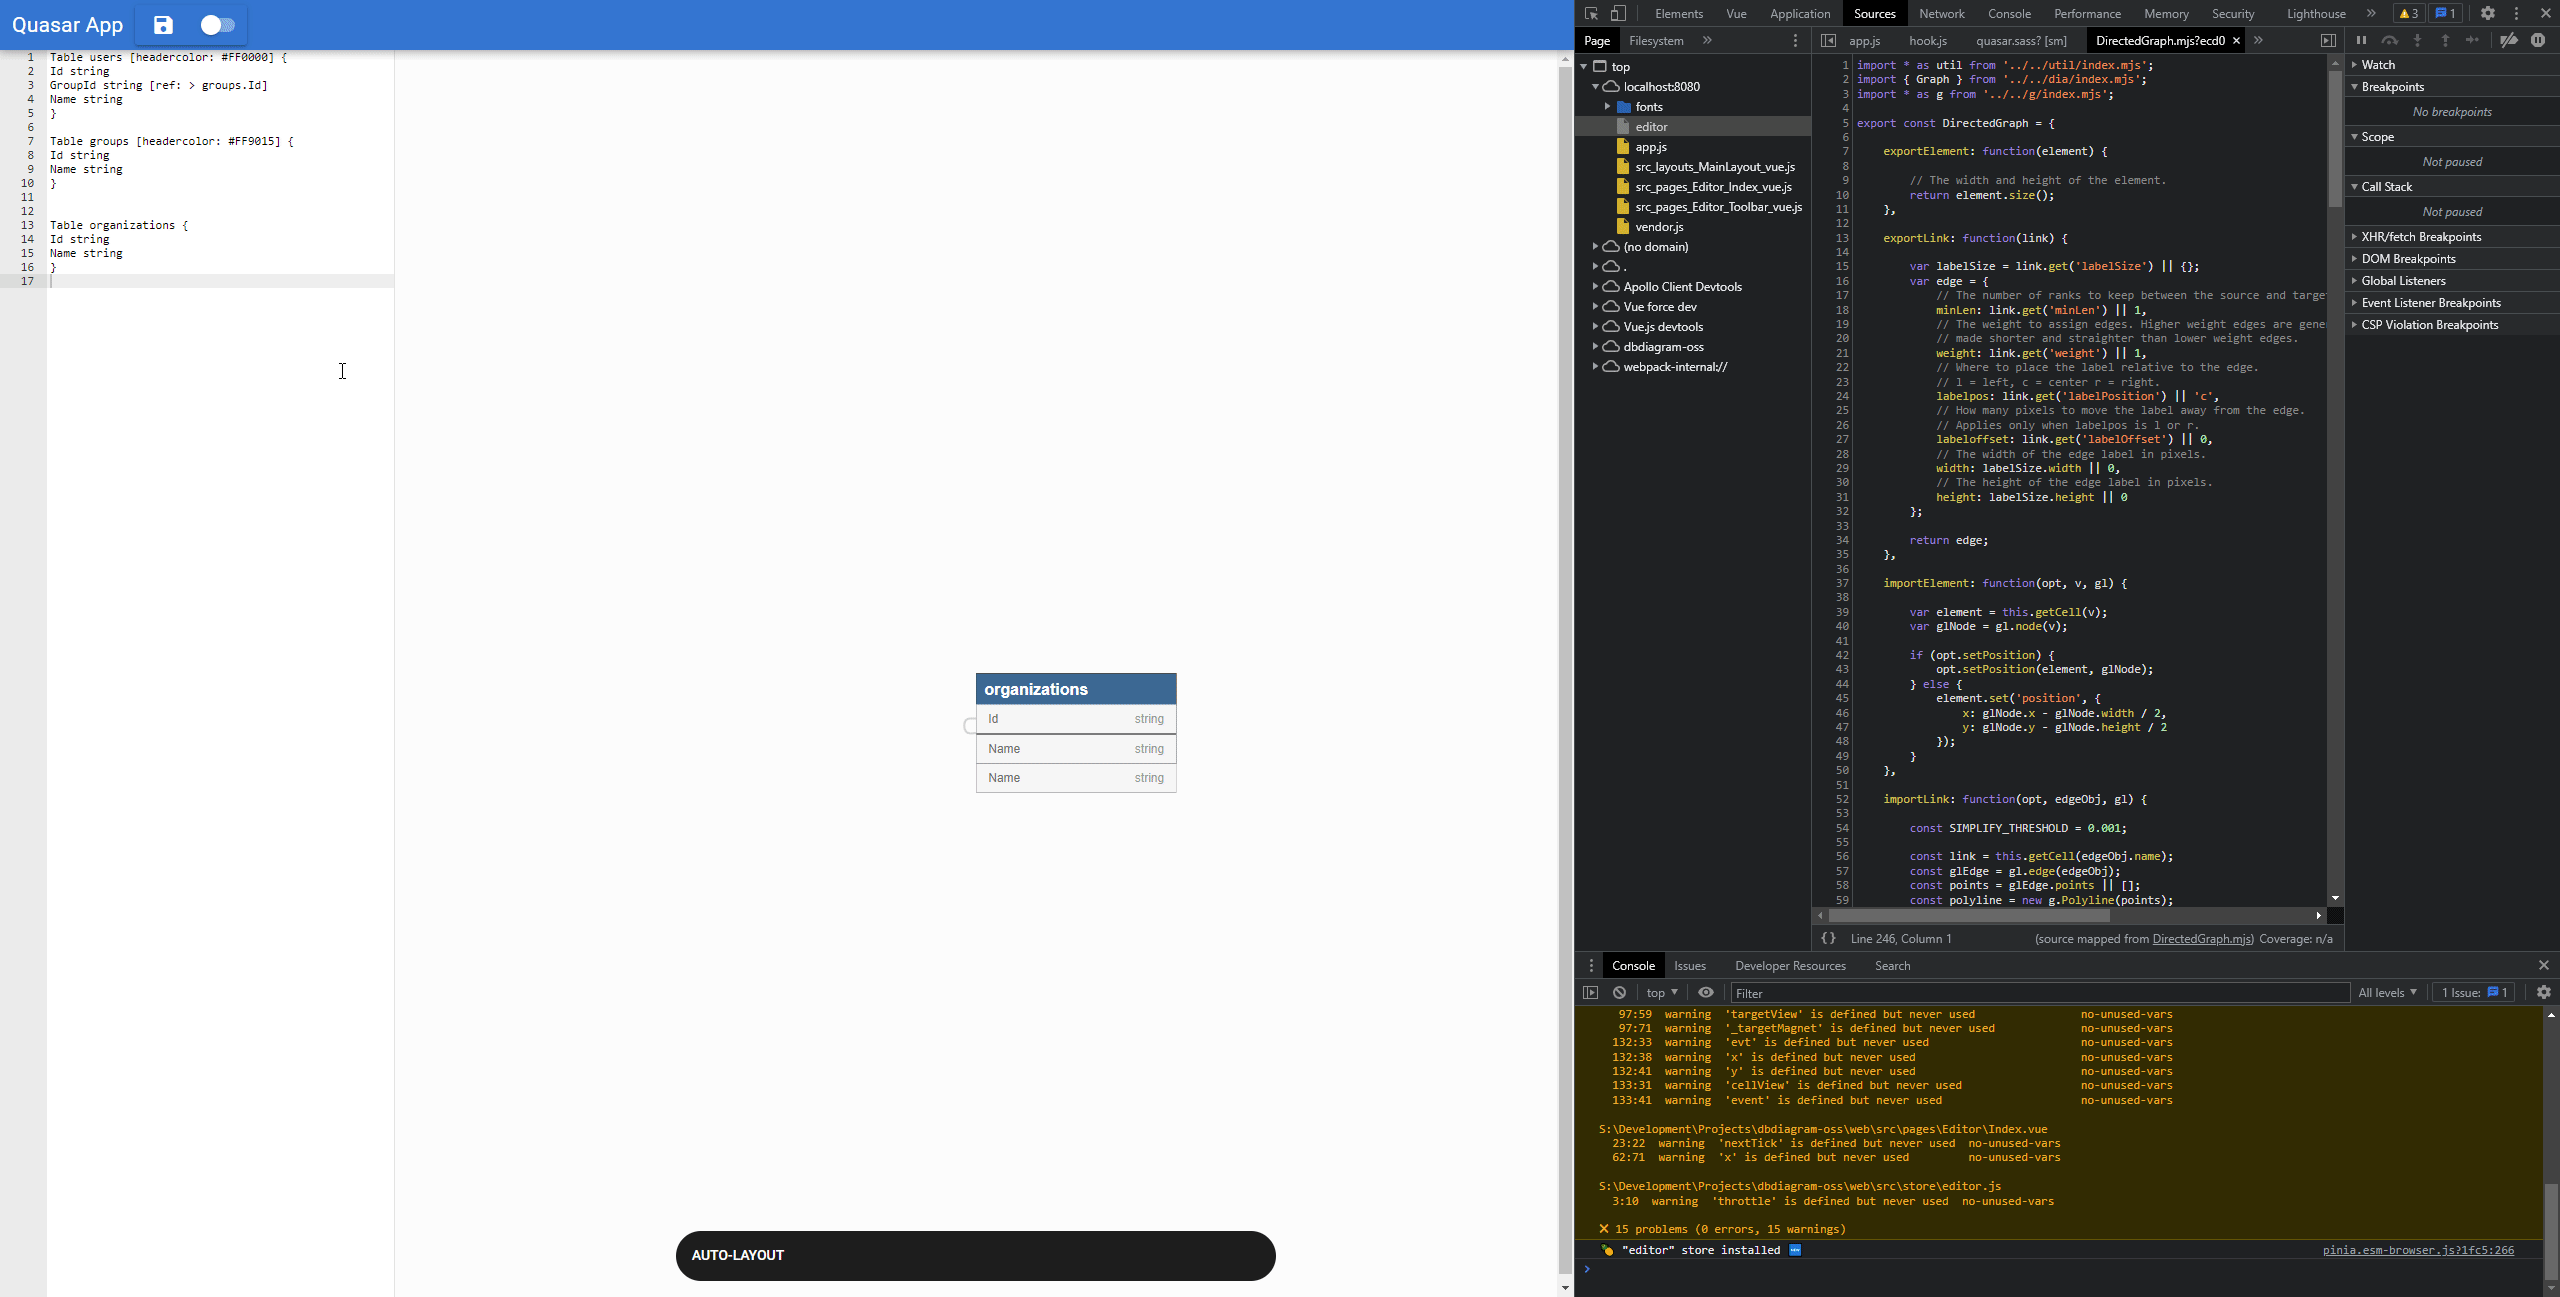 Quasar App
1 Table users [headercolor: #FF0000] {
2 Id string
3 GroupId string [ref: > groups.Id]
4 Name string
5 }
6
7 Table groups [headercolor: #FF9015] {
8 Id string
9 Name string
10 }
11
12
13 Table organizations {
14 Id string
15 Name string
16 }
17
organizations
Id string
Name string
Name string
AUTO-LAYOUT
Elements Vue Application Sources Network Console Performance Memory Security Lighthouse » 3 1
Page Filesystem »
top
localhost:8080
fonts
editor
app.js
src_layouts_MainLayout_vue.js
src_pages_Editor_Index_vue.js
src_pages_Editor_Toolbar_vue.js
vendor.js
(no domain)
.
Apollo Client Devtools
Vue force dev
Vue.js devtools
dbdiagram-oss
webpack-internal://
app.js hook.js quasar.sass? [sm] DirectedGraph.mjs?ecd0 × »
1 import * as util from '../../util/index.mjs';
2 import { Graph } from '../../dia/index.mjs';
3 import * as g from '../../g/index.mjs';
4
5 export const DirectedGraph = {
6
7 exportElement: function(element) {
8
9 // The width and height of the element.
10 return element.size();
11 },
12
13 exportLink: function(link) {
14
15 var labelSize = link.get('labelSize') || {};
16 var edge = {
17 // The number of ranks to keep between the source and targe
18 minLen: link.get('minLen') || 1,
19 // The weight to assign edges. Higher weight edges are gene
20 // made shorter and straighter than lower weight edges.
21 weight: link.get('weight') || 1,
22 // Where to place the label relative to the edge.
23 // l = left, c = center r = right.
24 labelpos: link.get('labelPosition') || 'c',
25 // How many pixels to move the label away from the edge.
26 // Applies only when labelpos is l or r.
27 labeloffset: link.get('labelOffset') || 0,
28 // The width of the edge label in pixels.
29 width: labelSize.width || 0,
30 // The height of the edge label in pixels.
31 height: labelSize.height || 0
32 };
33
34 return edge;
35 },
36
37 importElement: function(opt, v, gl) {
38
39 var element = this.getCell(v);
40 var glNode = gl.node(v);
41
42 if (opt.setPosition) {
43 opt.setPosition(element, glNode);
44 } else {
45 element.set('position', {
46 x: glNode.x - glNode.width / 2,
47 y: glNode.y - glNode.height / 2
48 });
49 }
50 },
51
52 importLink: function(opt, edgeObj, gl) {
53
54 const SIMPLIFY_THRESHOLD = 0.001;
55
56 const link = this.getCell(edgeObj.name);
57 const glEdge = gl.edge(edgeObj);
58 const points = glEdge.points || [];
59 const polyline = new g.Polyline(points);
{} Line 246, Column 1 (source mapped from DirectedGraph.mjs) Coverage: n/a
Watch
Breakpoints
No breakpoints
Scope
Not paused
Call Stack
Not paused
XHR/fetch Breakpoints
DOM Breakpoints
Global Listeners
Event Listener Breakpoints
CSP Violation Breakpoints
Console Issues Developer Resources Search
top Filter All levels 1 Issue: 1
97:59 warning 'targetView' is defined but never used no-unused-vars
97:71 warning '_targetMagnet' is defined but never used no-unused-vars
132:33 warning 'evt' is defined but never used no-unused-vars
132:38 warning 'x' is defined but never used no-unused-vars
132:41 warning 'y' is defined but never used no-unused-vars
133:31 warning 'cellView' is defined but never used no-unused-vars
133:41 warning 'event' is defined but never used no-unused-vars
S:\Development\Projects\dbdiagram-oss\web\src\pages\Editor\Index.vue
23:22 warning 'nextTick' is defined but never used no-unused-vars
62:71 warning 'x' is defined but never used no-unused-vars
S:\Development\Projects\dbdiagram-oss\web\src\store\editor.js
3:10 warning 'throttle' is defined but never used no-unused-vars
✕ 15 problems (0 errors, 15 warnings)
🍍 "editor" store installed 🆕 pinia.esm-browser.js?1fc5:266